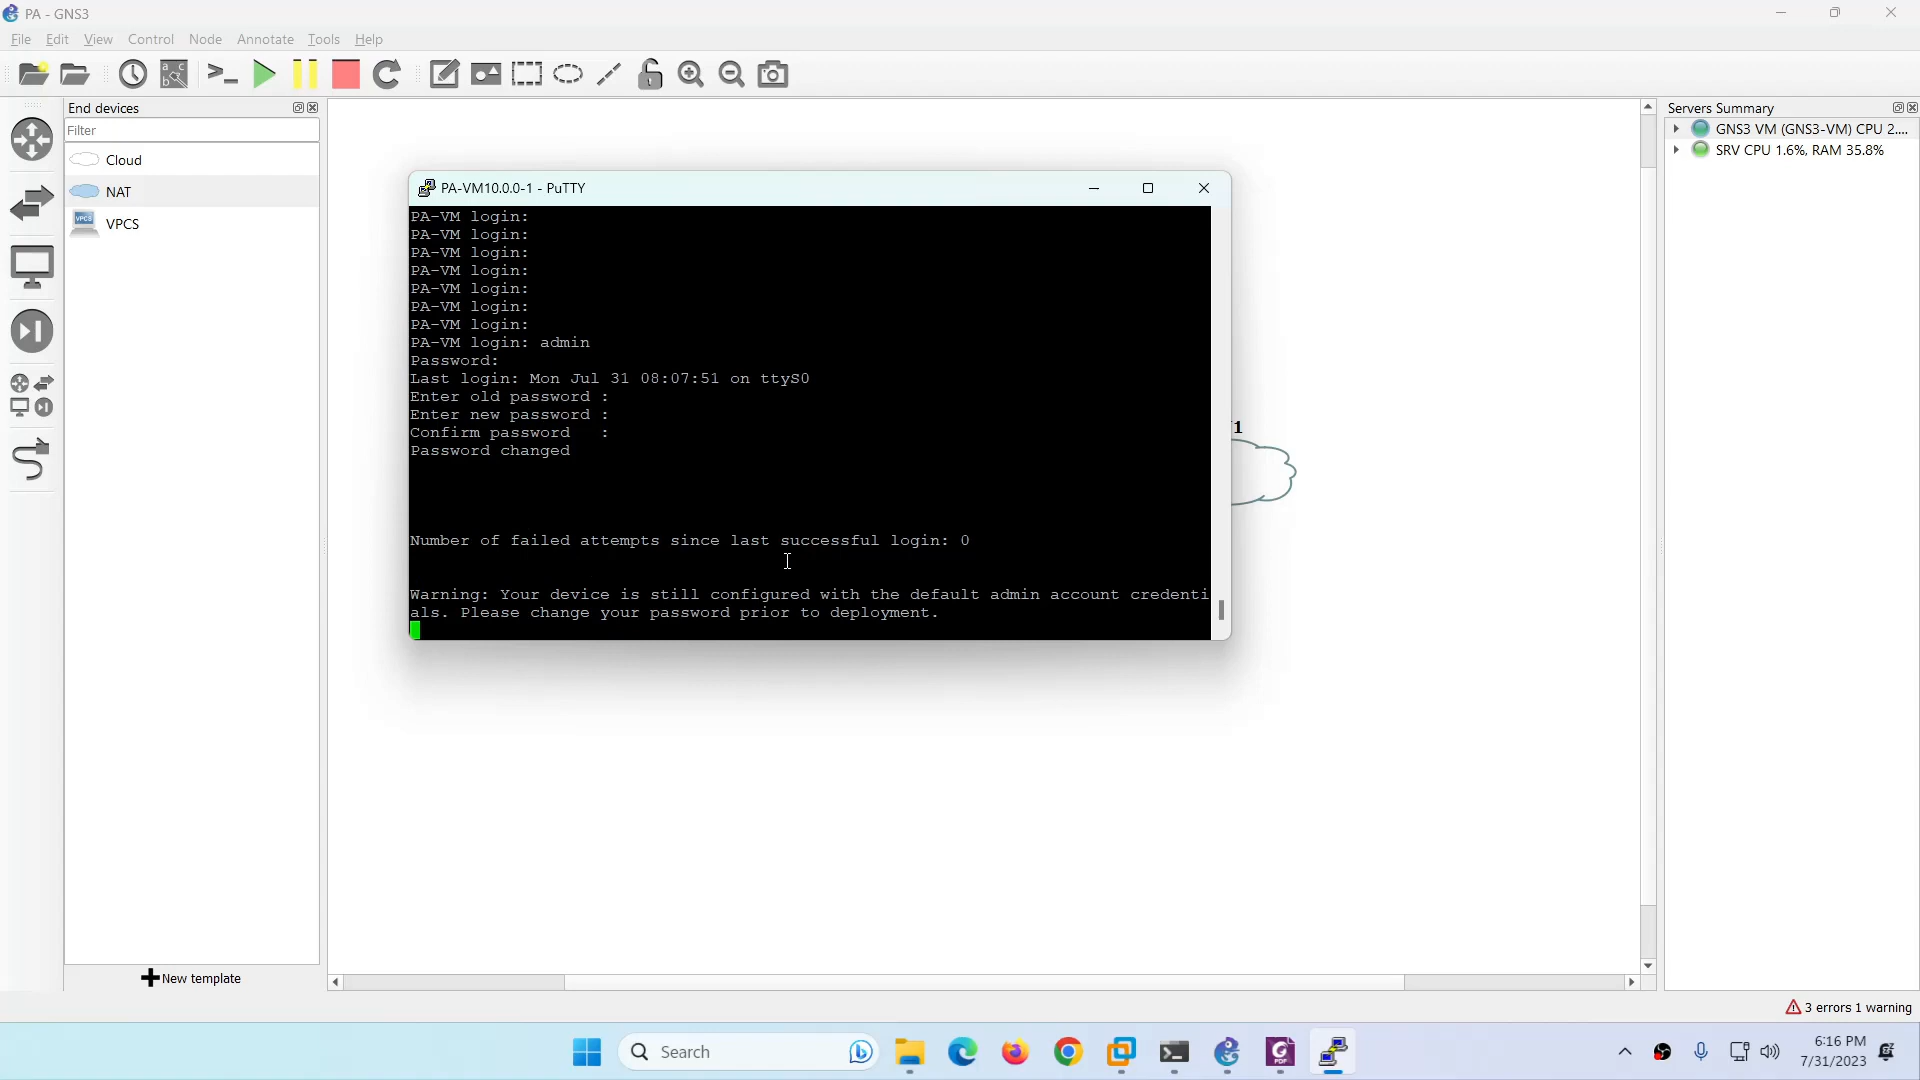 PA - GNS3
File Edit View Control Node Annotate Tools Help
End devices
Filter
Cloud
NAT
VPCS
VPCS
New template
PA-VM10.0.0-1 - PuTTY
PA-VM login:
PA-VM login:
PA-VM login:
PA-VM login:
PA-VM login:
PA-VM login:
PA-VM login:
PA-VM login: admin
Password:
Last login: Mon Jul 31 08:07:51 on ttyS0
Enter old password :
Enter new password :
Confirm password   :
Password changed
Number of failed attempts since last successful login: 0
Warning: Your device is still configured with the default admin account credenti
als. Please change your password prior to deployment.
1
Servers Summary
GNS3 VM (GNS3-VM) CPU 2....
SRV CPU 1.6%, RAM 35.8%
3 errors 1 warning
Search
6:16 PM
7/31/2023